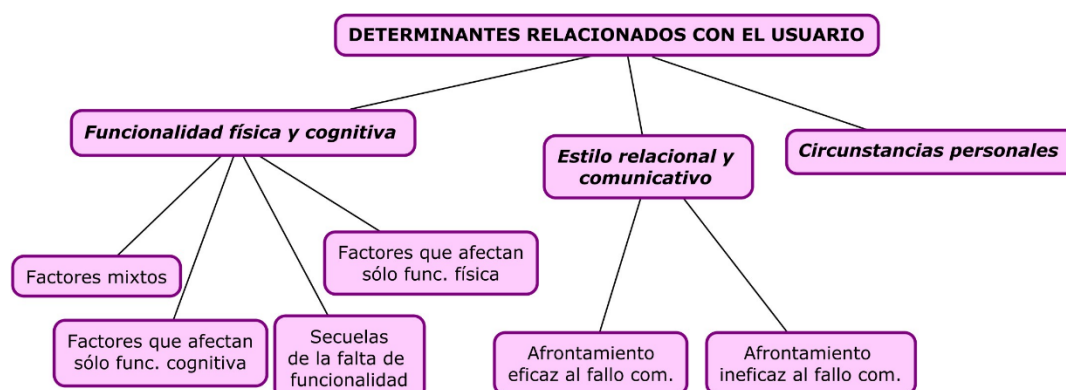 DETERMINANTES RELACIONADOS CON EL USUARIO
Funcionalidad física y cognitiva
Estilo relacional y
comunicativo
Circunstancias personales
Factores mixtos
Factores que afectan
sólo func. cognitiva
Secuelas
de la falta de
funcionalidad
Factores que afectan
sólo func. física
Afrontamiento
eficaz al fallo com.
Afrontamiento
ineficaz al fallo com.